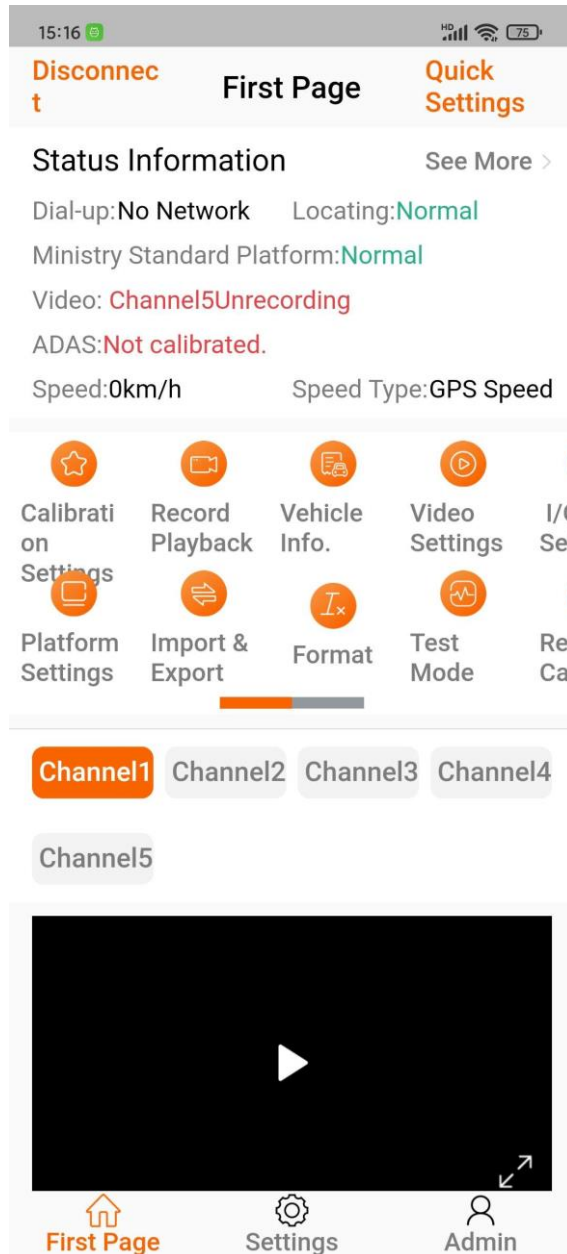 15:16
HD 75
Disconnec
t
First Page
Quick
Settings
Status Information See More
Dial-up:No Network Locating:Normal
Ministry Standard Platform:Normal
Video: Channel5Unrecording
ADAS:Not calibrated.
Speed:0km/h Speed Type:GPS Speed
Calibrati
on
Settings
Record
Playback
Vehicle
Info.
Video
Settings
Platform
Settings
Import &
Export
Format
Test
Mode
Channel1 Channel2 Channel3 Channel4
Channel5
First Page Settings Admin